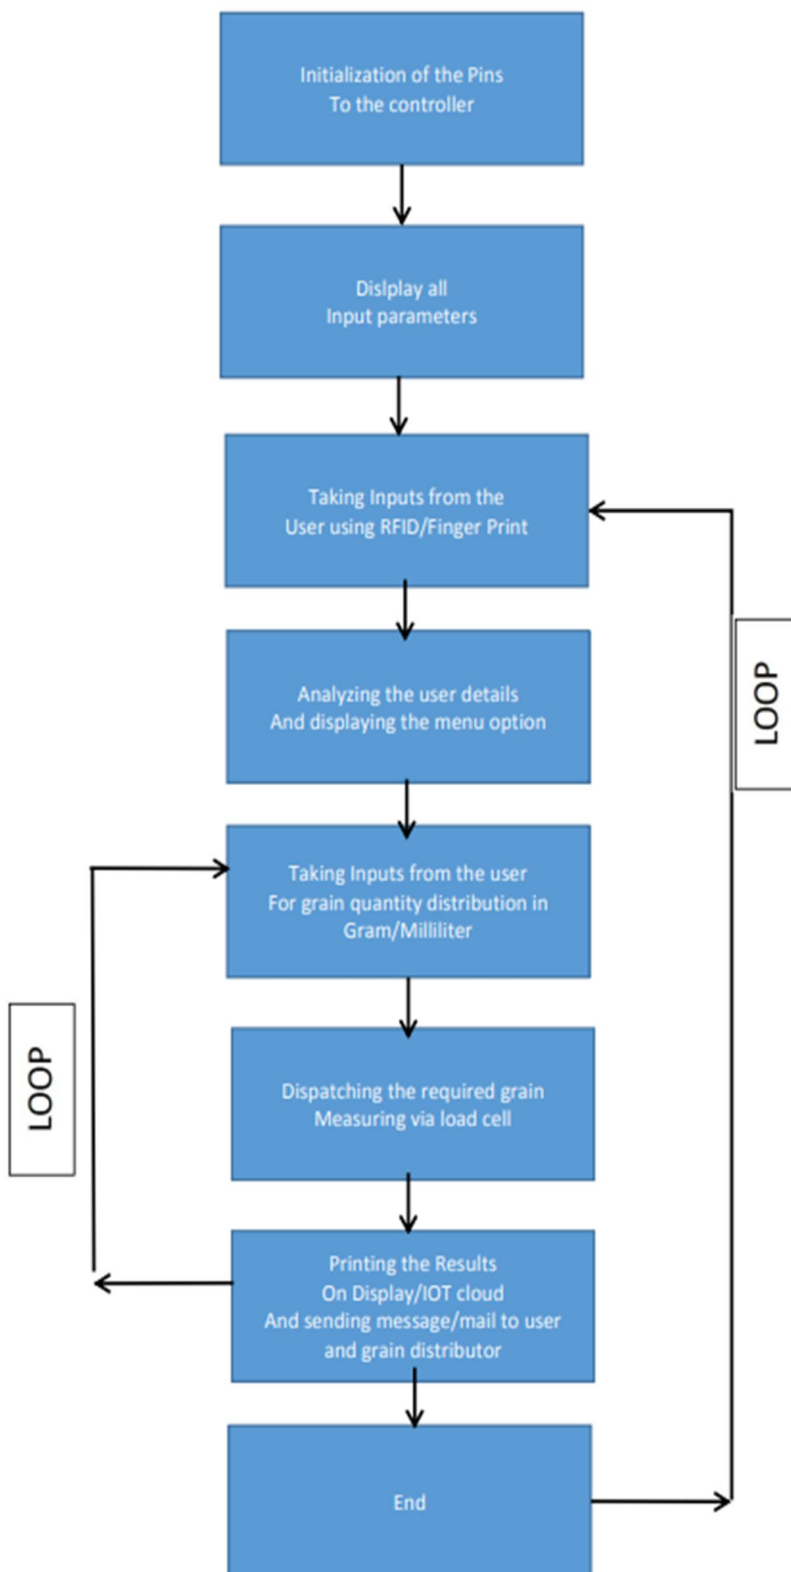 Initialization of the Pins
To the controller
Dislplay all
Input parameters
Taking Inputs from the
User using RFID/Finger Print
LOOP
Analyzing the user details
And displaying the menu option
Taking Inputs from the user
For grain quantity distribution in
Gram/Milliliter
LOOP
Dispatching the required grain
Measuring via load cell
Printing the Results
On Display/IOT cloud
And sending message/mail to user
and grain distributor
End